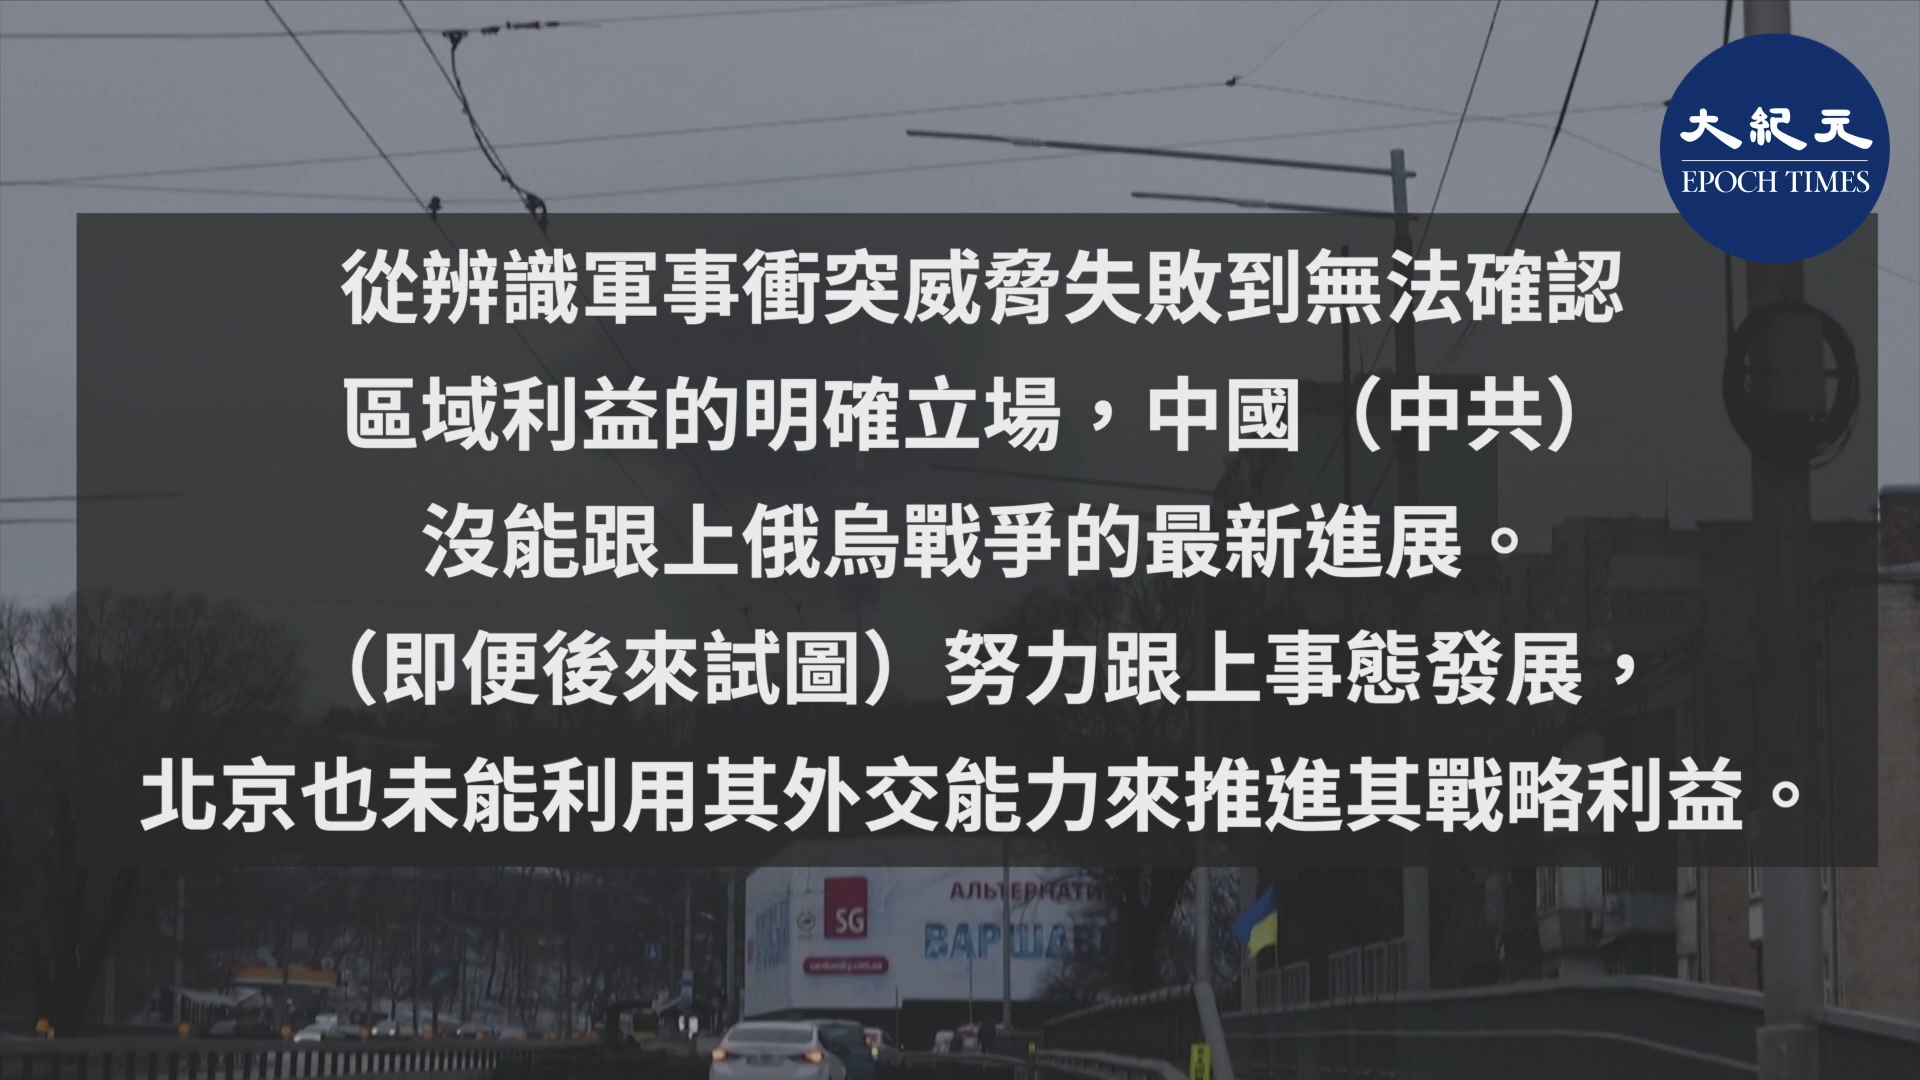 大紀元
EPOCH TIMES
從辨識軍事衝突威脅失敗到無法確認
區域利益的明確立場，中國（中共）
沒能跟上俄烏戰爭的最新進展。
（即便後來試圖）努力跟上事態發展，
北京也未能利用其外交能力來推進其戰略利益。
АЛЬТЕРНАТИ
SG
ВАРША